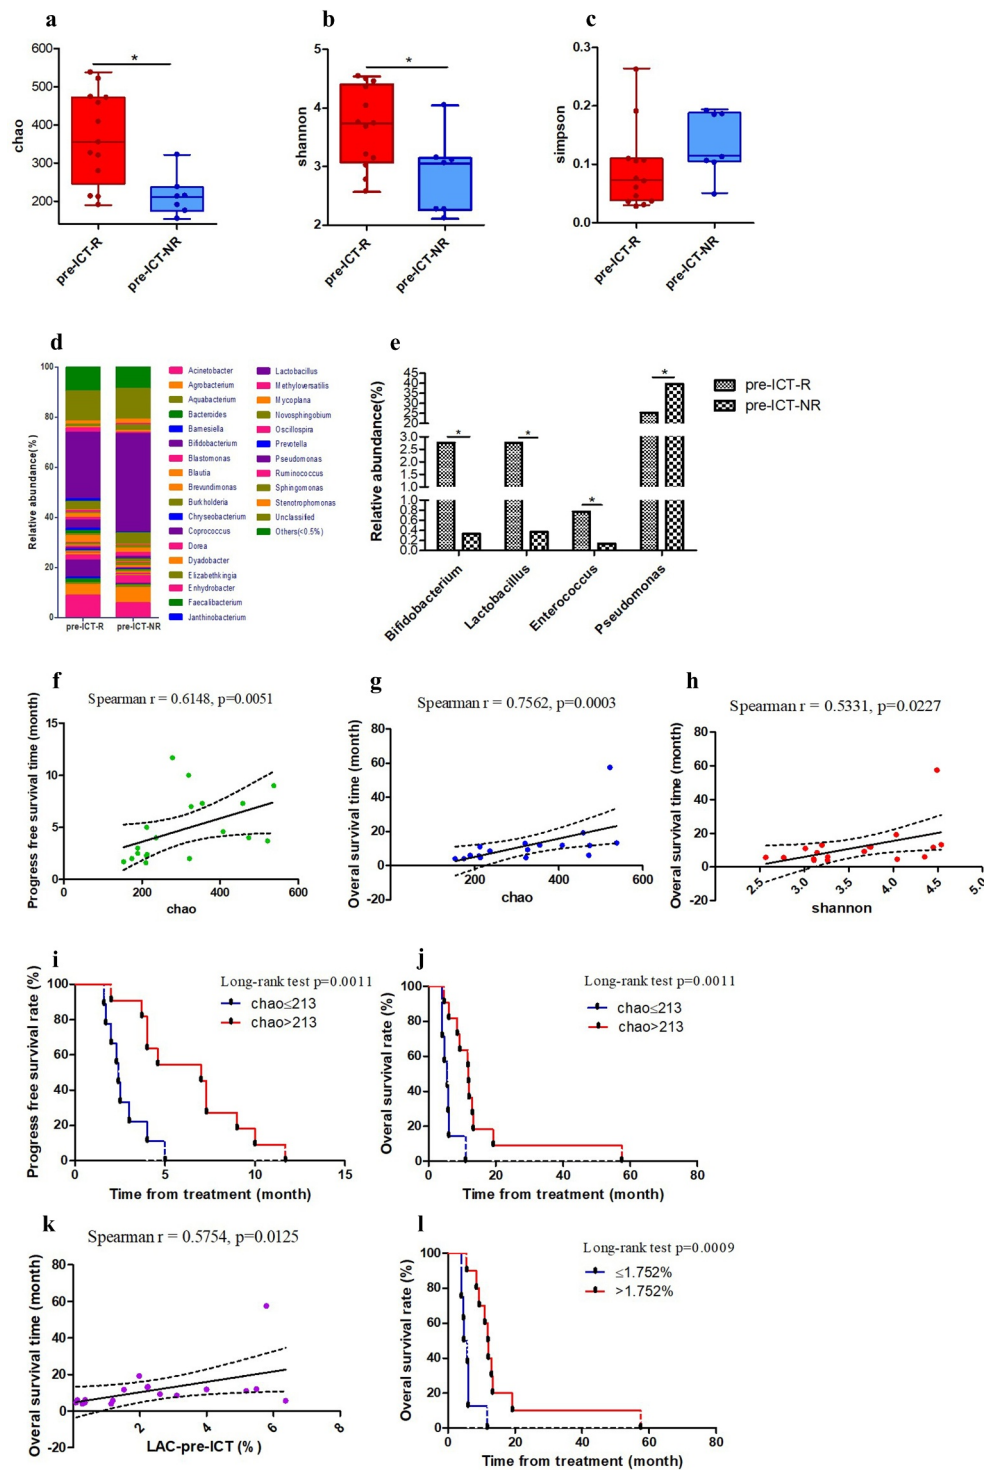 a
600
500
400
300
200
chao
*
pre-ICT-R
pre-ICT-NR
b
5
4
3
2
shannon
*
pre-ICT-R
pre-ICT-NR
c
0.3
0.2
0.1
0.0
simpson
pre-ICT-R
pre-ICT-NR
d
100
80
60
40
20
0
Relative abundance(%)
pre-ICT-R
pre-ICT-NR
Acinetobacter
Agrobacterium
Aquabacterium
Bacteroides
Barnesiella
Bifidobacterium
Blastomonas
Blautia
Brevundimonas
Burkholderia
Chryseobacterium
Coprococcus
Dorea
Dyadobacter
Elizabethkingia
Enhydrobacter
Faecalibacterium
Janthinobacterium
Lactobacillus
Methyloversatilis
Mycoplana
Novosphingobium
Oscillospira
Prevotella
Pseudomonas
Ruminococcus
Sphingomonas
Stenotrophomonas
Unclassified
Others(<0.5%)
e
45
40
35
30
25
20
15
3.0
2.5
2.0
1.5
1.0
1.0
0.8
0.6
0.4
0.2
0.0
Relative abundance(%)
*
*
*
*
pre-ICT-R
pre-ICT-NR
Bifidobacterium
Lactobacillus
Enterococcus
Pseudomonas
f
Spearman r = 0.6148, p=0.0051
15
10
5
0
Progress free survival time (month)
0
200
400
600
chao
g
Spearman r = 0.7562, p=0.0003
80
60
40
20
0
-20
Overal survival time (month)
200
400
600
chao
h
Spearman r = 0.5331, p=0.0227
80
60
40
20
0
-20
Overal survival time (month)
2.5
3.0
3.5
4.0
4.5
5.0
shannon
i
Long-rank test p=0.0011
chao≤213
chao>213
100
80
60
40
20
0
Progress free survival rate (%)
0
5
10
15
Time from treatment (month)
j
Long-rank test p=0.0011
chao≤213
chao>213
100
80
60
40
20
0
Overal survival rate (%)
0
20
40
60
80
Time from treatment (month)
k
Spearman r = 0.5754, p=0.0125
80
60
40
20
0
-20
Overal survival time (month)
2
4
6
8
LAC-pre-ICT (%)
l
Long-rank test p=0.0009
≤1.752%
>1.752%
100
80
60
40
20
0
Overal survival rate (%)
0
20
40
60
80
Time from treatment (month)